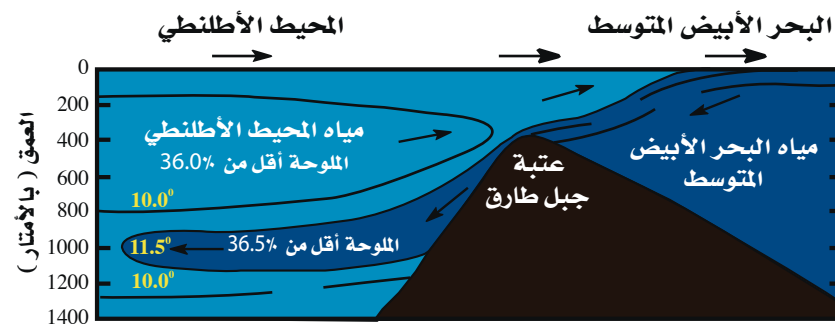 المحيط الأطلنطي
البحر الأبيض المتوسط
العمق ( بالأمتار )
0
200
400
600
800
1000
1200
1400
مياه المحيط الأطلنطي
الملوحة أقل من 36.0%
10.0⁰
11.5⁰
الملوحة أقل من 36.5%
10.0⁰
عتبة
جبل طارق
مياه البحر الأبيض
المتوسط